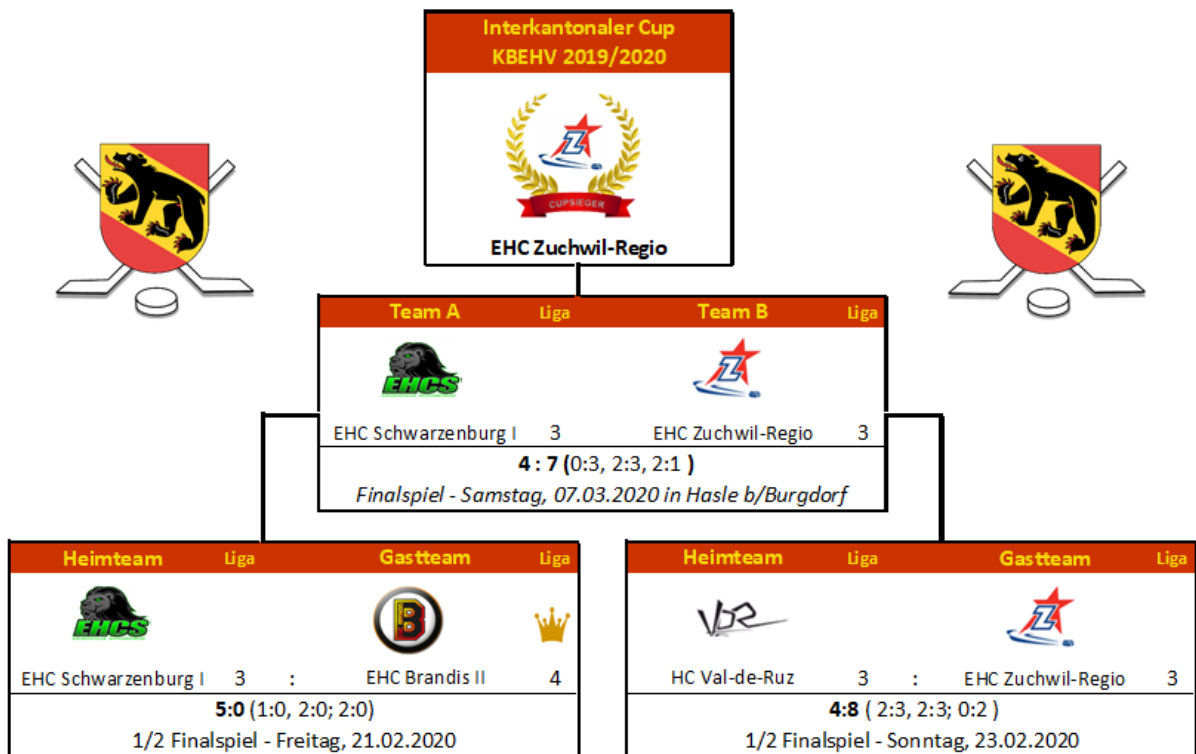 Interkantonaler Cup
KBEHV 2019/2020
CUPSIEGER
EHC Zuchwil-Regio
Team A Liga Team B Liga
EHCS Z
EHC Schwarzenburg I 3 EHC Zuchwil-Regio 3
4 : 7 (0:3, 2:3, 2:1 )
Finalspiel - Samstag, 07.03.2020 in Hasle b/Burgdorf
Heimteam Liga Gastteam Liga
EHCS B
EHC Schwarzenburg I 3 : EHC Brandis II 4
5:0 (1:0, 2:0; 2:0)
1/2 Finalspiel - Freitag, 21.02.2020
Heimteam Liga Gastteam Liga
VDR Z
HC Val-de-Ruz 3 : EHC Zuchwil-Regio 3
4:8 ( 2:3, 2:3; 0:2 )
1/2 Finalspiel - Sonntag, 23.02.2020